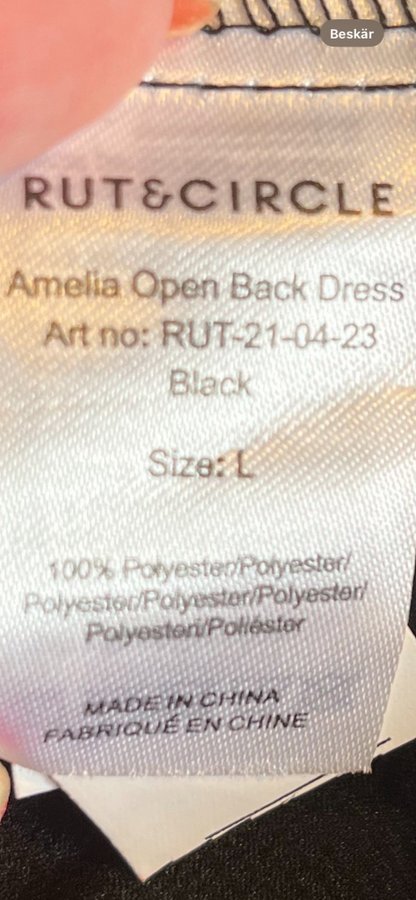 Beskär
RUT&CIRCLE
Amelia Open Back Dress
Art no: RUT-21-04-23
Black
Size: L
100% Polyester/Polyester/
Polyester/Polyester/Polyester/
Polyesteri/Poliéster
MADE IN CHINA
FABRIQUÉ EN CHINE